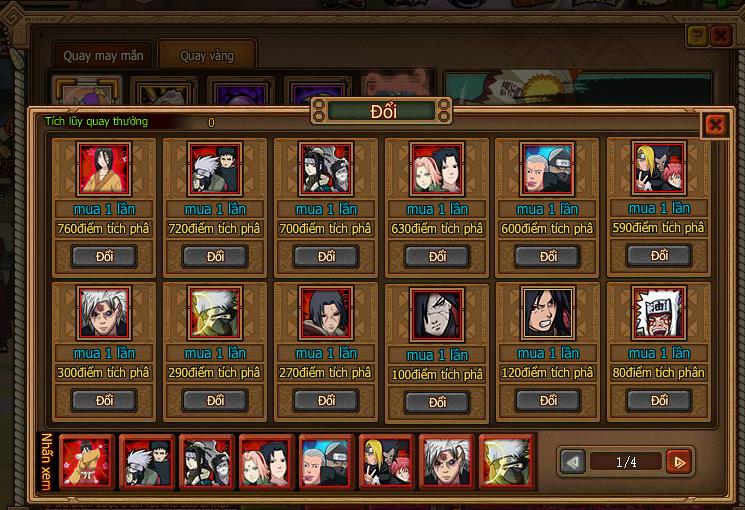 Quay may mắn
Quay vàng
?
Đổi
Tích lũy quay thưởng 0
mua 1 lần
760điểm tích phâ
Đổi
mua 1 lần
720điểm tích phâ
Đổi
mua 1 lần
700điểm tích phâ
Đổi
mua 1 lần
630điểm tích phâ
Đổi
mua 1 lần
600điểm tích phâ
Đổi
mua 1 lần
590điểm tích phâ
Đổi
mua 1 lần
300điểm tích phâ
Đổi
mua 1 lần
290điểm tích phâ
Đổi
mua 1 lần
270điểm tích phâ
Đổi
mua 1 lần
100điểm tích phâ
Đổi
mua 1 lần
120điểm tích phâ
Đổi
mua 1 lần
80điểm tích phân
Đổi
Nhấn xem
1/4